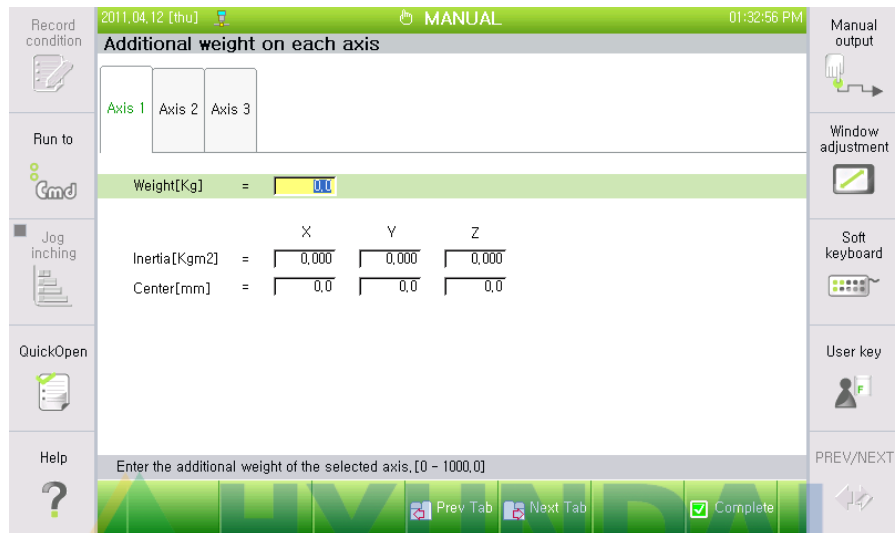 2011.04.12 [thu] MANUAL 01:32:56 PM
Additional weight on each axis
Record
condition
Run to
Cmd
Jog
inching
QuickOpen
Help
?
Axis 1 Axis 2 Axis 3
Weight[Kg] = 0.0
X Y Z
Inertia[Kgm2] = 0.000 0.000 0.000
Center[mm] = 0.0 0.0 0.0
Enter the additional weight of the selected axis.[0 - 1000.0]
Prev Tab Next Tab Complete
HYUNDAI
Manual
output
Window
adjustment
Soft
keyboard
User key
F
PREV/NEXT